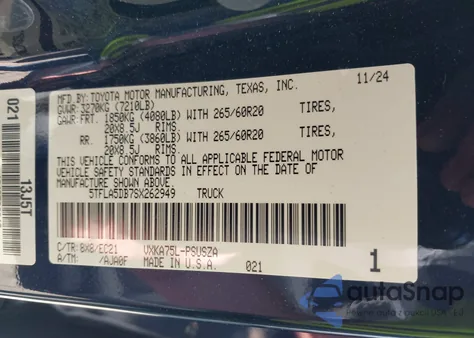 MFD.BY:TOYOTA MOTOR MANUFACTURING, TEXAS, INC. 11/24
GVWR: 3270KG (7210LB)
GAWR: FRT. 1850KG (4080LB) WITH 265/60R20 TIRES,
20X8.5J RIMS.
RR. 1750KG (3860LB) WITH 265/60R20 TIRES,
20X8.5J RIMS.
THIS VEHICLE CONFORMS TO ALL APPLICABLE FEDERAL MOTOR
VEHICLE SAFETY STANDARDS IN EFFECT ON THE DATE OF
MANUFACTURE SHOWN ABOVE.
5TFLA5DB7SX262949 TRUCK
C/TR: BX6/EC21 VXKA75L-PSUSZA
A/TM: /AJA0F MADE IN U.S.A. 021 1
021
13J5T
autaSnap